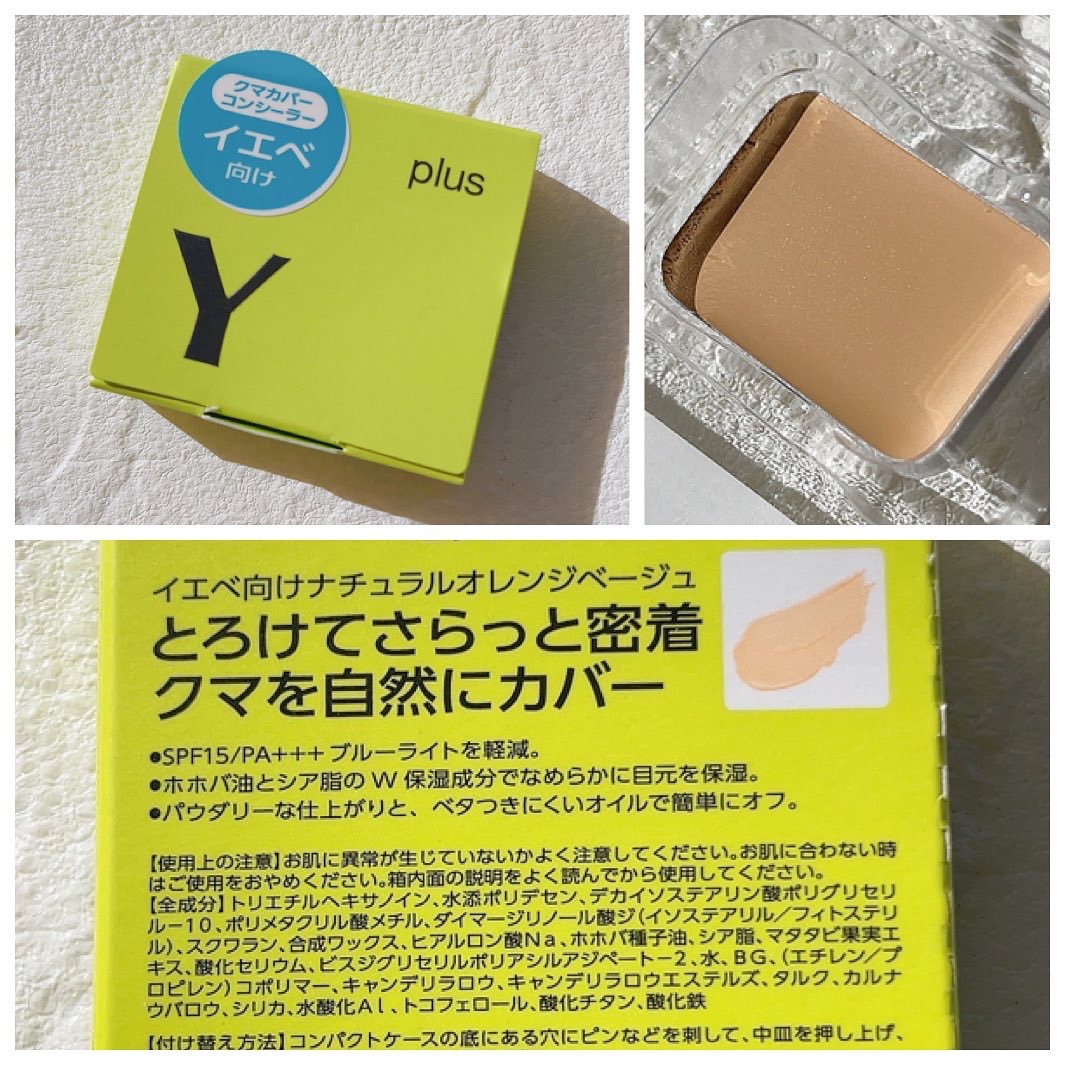 クマカバー
コンシーラー
イエベ
向け
plus
Y
イエベ向けナチュラルオレンジベージュ
とろけてさらっと密着
クマを自然にカバー
●SPF15/PA+++ ブルーライトを軽減。
●ホホバ油とシア脂の W 保湿成分でなめらかに目元を保湿。
●パウダリーな仕上がりと、ベタつきにくいオイルで簡単にオフ。
【使用上の注意】お肌に異常が生じていないかよく注意してください。お肌に合わない時
はご使用をおやめください。箱内面の説明をよく読んでから使用してください。
【全成分】トリエチルヘキサノイン、水添ポリデセン、デカイソステアリン酸ポリグリセリ
ル－10、ポリメタクリル酸メチル、ダイマージリノール酸ジ（イソステアリル／フィトステリ
ル）、スクワラン、合成ワックス、ヒアルロン酸Na、ホホバ種子油、シア脂、マタタビ果実エ
キス、酸化セリウム、ビスジグリセリルポリアシルアジペート－2、水、BG、（エチレン／プ
ロピレン）コポリマー、キャンデリラロウ、キャンデリラロウエステルズ、タルク、カルナ
ウバロウ、シリカ、水酸化Aｌ、トコフェロール、酸化チタン、酸化鉄
【付け替え方法】コンパクトケースの底にある穴にピンなどを刺して、中皿を押し上げ、